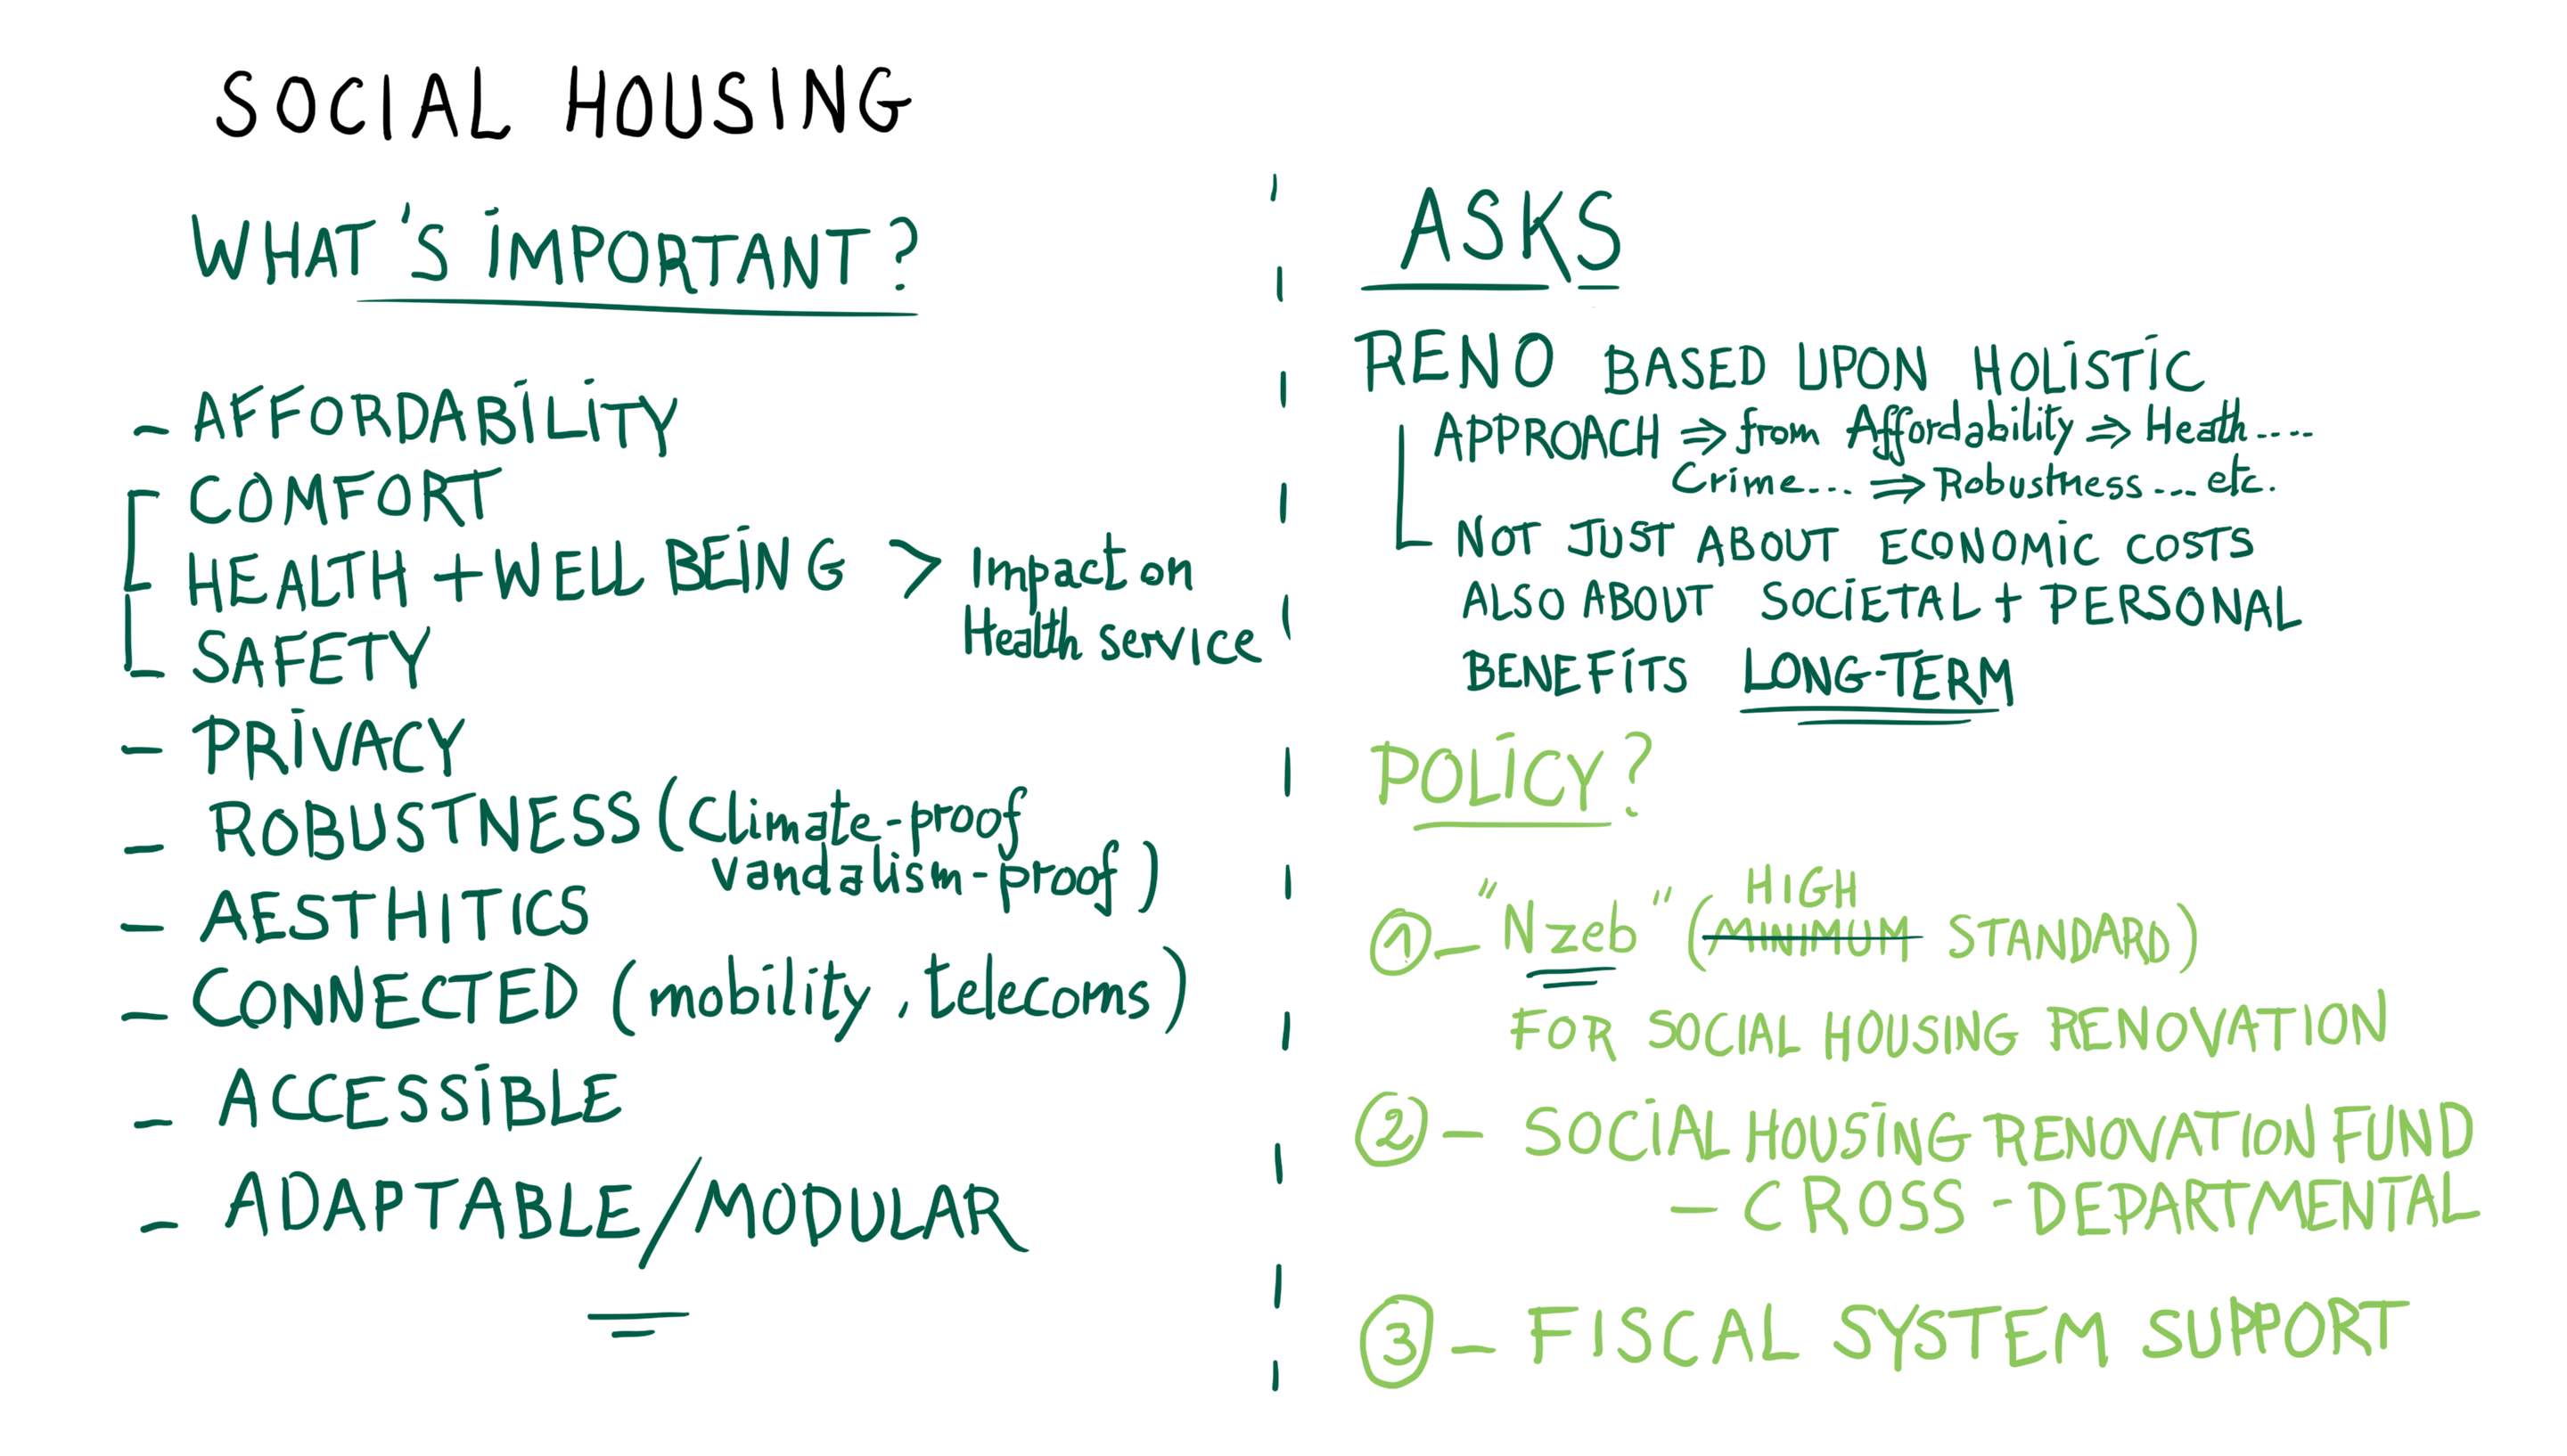 SOCIAL HOUSING
WHAT'S IMPORTANT?
- AFFORDABILITY
COMFORT
HEALTH + WELL BEING > Impact on
Health service
- SAFETY
- PRIVACY
- ROBUSTNESS (Climate-proof
vandalism-proof)
- AESTHITICS
- CONNECTED (mobility, telecoms)
- ACCESSIBLE
- ADAPTABLE/MODULAR
ASKS
RENO BASED UPON HOLISTIC
APPROACH ⇒ from Affordability ⇒ Heath....
Crime... ⇒ Robustness.... etc.
NOT JUST ABOUT ECONOMIC COSTS
ALSO ABOUT SOCIETAL + PERSONAL
BENEFITS LONG-TERM
POLICY?
HIGH
1 - "Nzeb" (MINIMUM STANDARD)
FOR SOCIAL HOUSING RENOVATION
2 - SOCIAL HOUSING RENOVATION FUND
- CROSS-DEPARTMENTAL
3 - FISCAL SYSTEM SUPPORT